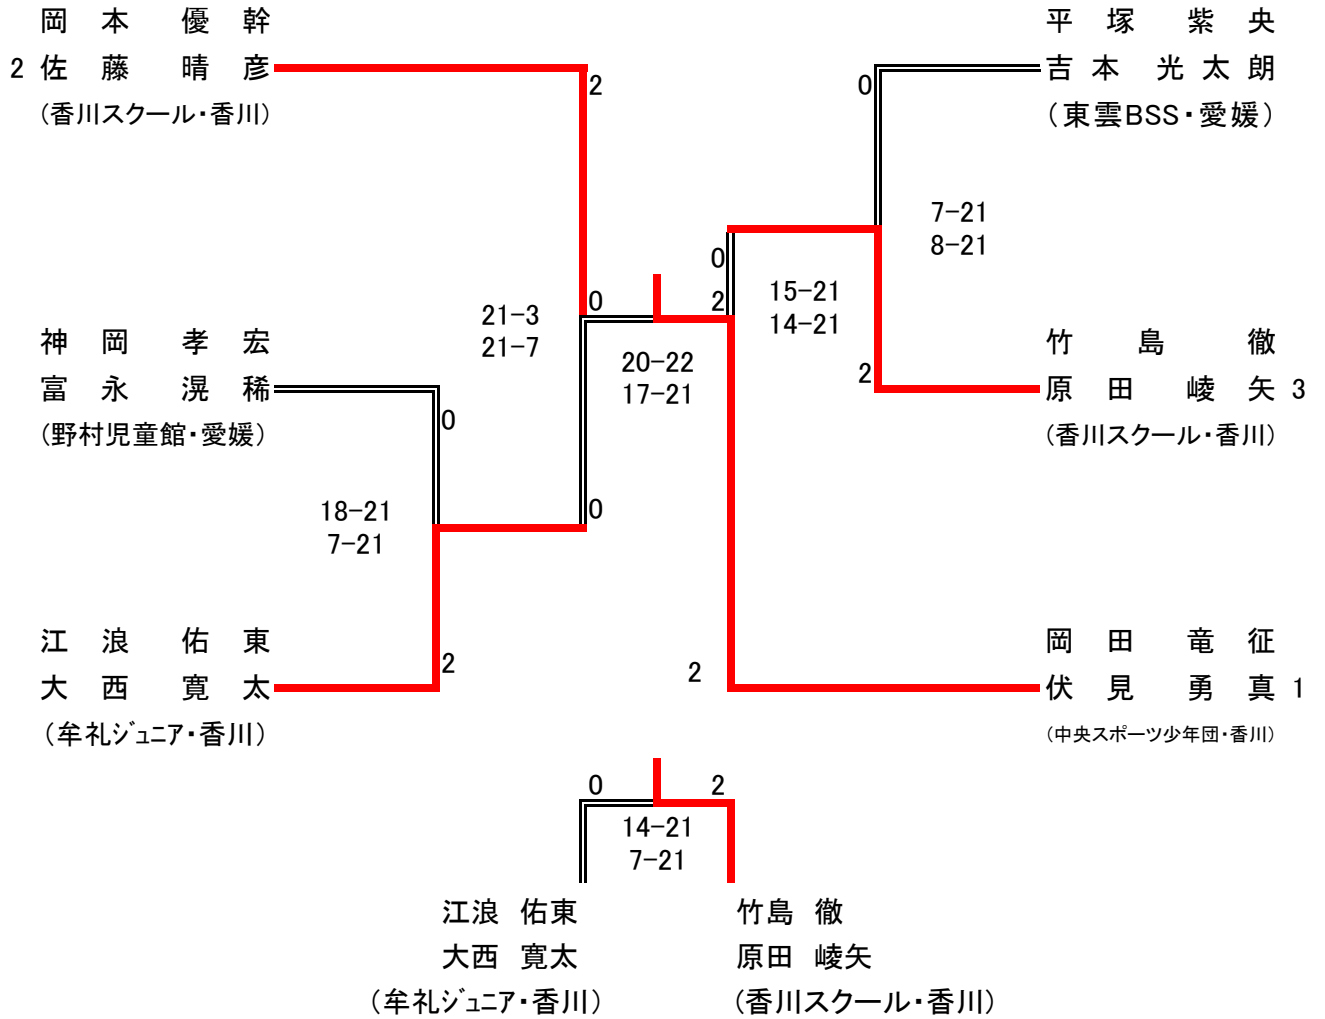 岡本 優幹
2 佐藤 晴彦
(香川スクール・香川)
2
神岡 孝宏
富永 滉稀
(野村児童館・愛媛)
0
18-21
7-21
江浪 佑東
大西 寛太
(牟礼ジュニア・香川)
2
21-3
21-7
0
0
20-22
17-21
0
2
15-21
14-21
2
平塚 紫央
吉本 光太朗
(東雲BSS・愛媛)
0
7-21
8-21
2
竹島 徹
原田 崚矢 3
(香川スクール・香川)
岡田 竜征
伏見 勇真 1
(中央スポーツ少年団・香川)
0
2
14-21
7-21
江浪 佑東
大西 寛太
(牟礼ジュニア・香川)
竹島 徹
原田 崚矢
(香川スクール・香川)